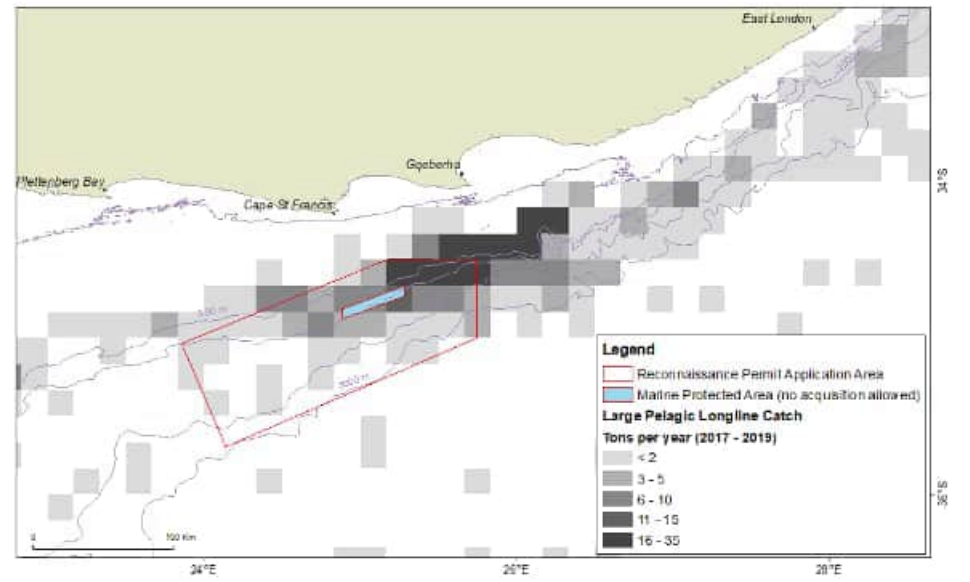 East London
Gqeberha
Plettenberg Bay
Cape St Francis
34°S
Legend
Reconnaissance Permit Application Area
Marine Protected Area (no acquisition allowed)
Large Pelagic Longline Catch
Tons per year (2017 - 2019)
< 2
3 - 5
6 - 10
11 - 15
16 - 35
36°S
0
100 Km
24°E
26°E
28°E